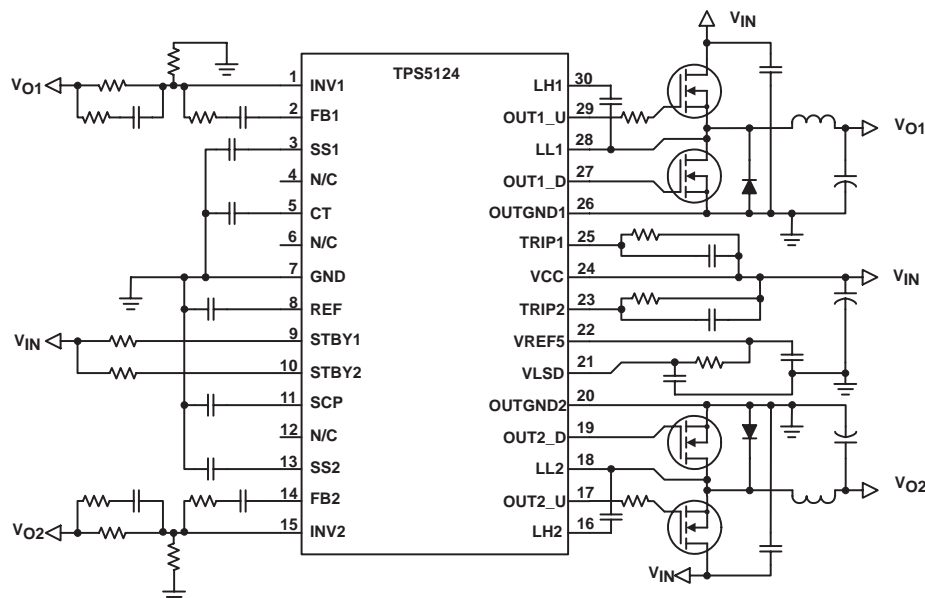 VIN
TPS5124
VO1
1 INV1
2 FB1
3 SS1
4 N/C
5 CT
6 N/C
7 GND
8 REF
VIN
9 STBY1
10 STBY2
11 SCP
12 N/C
13 SS2
14 FB2
VO2
15 INV2
LH1 30
OUT1_U 29
LL1 28
VO1
OUT1_D 27
OUTGND1 26
TRIP1 25
VCC 24
VIN
TRIP2 23
VREF5 22
VLSD 21
OUTGND2 20
OUT2_D 19
LL2 18
VO2
OUT2_U 17
LH2 16
VIN